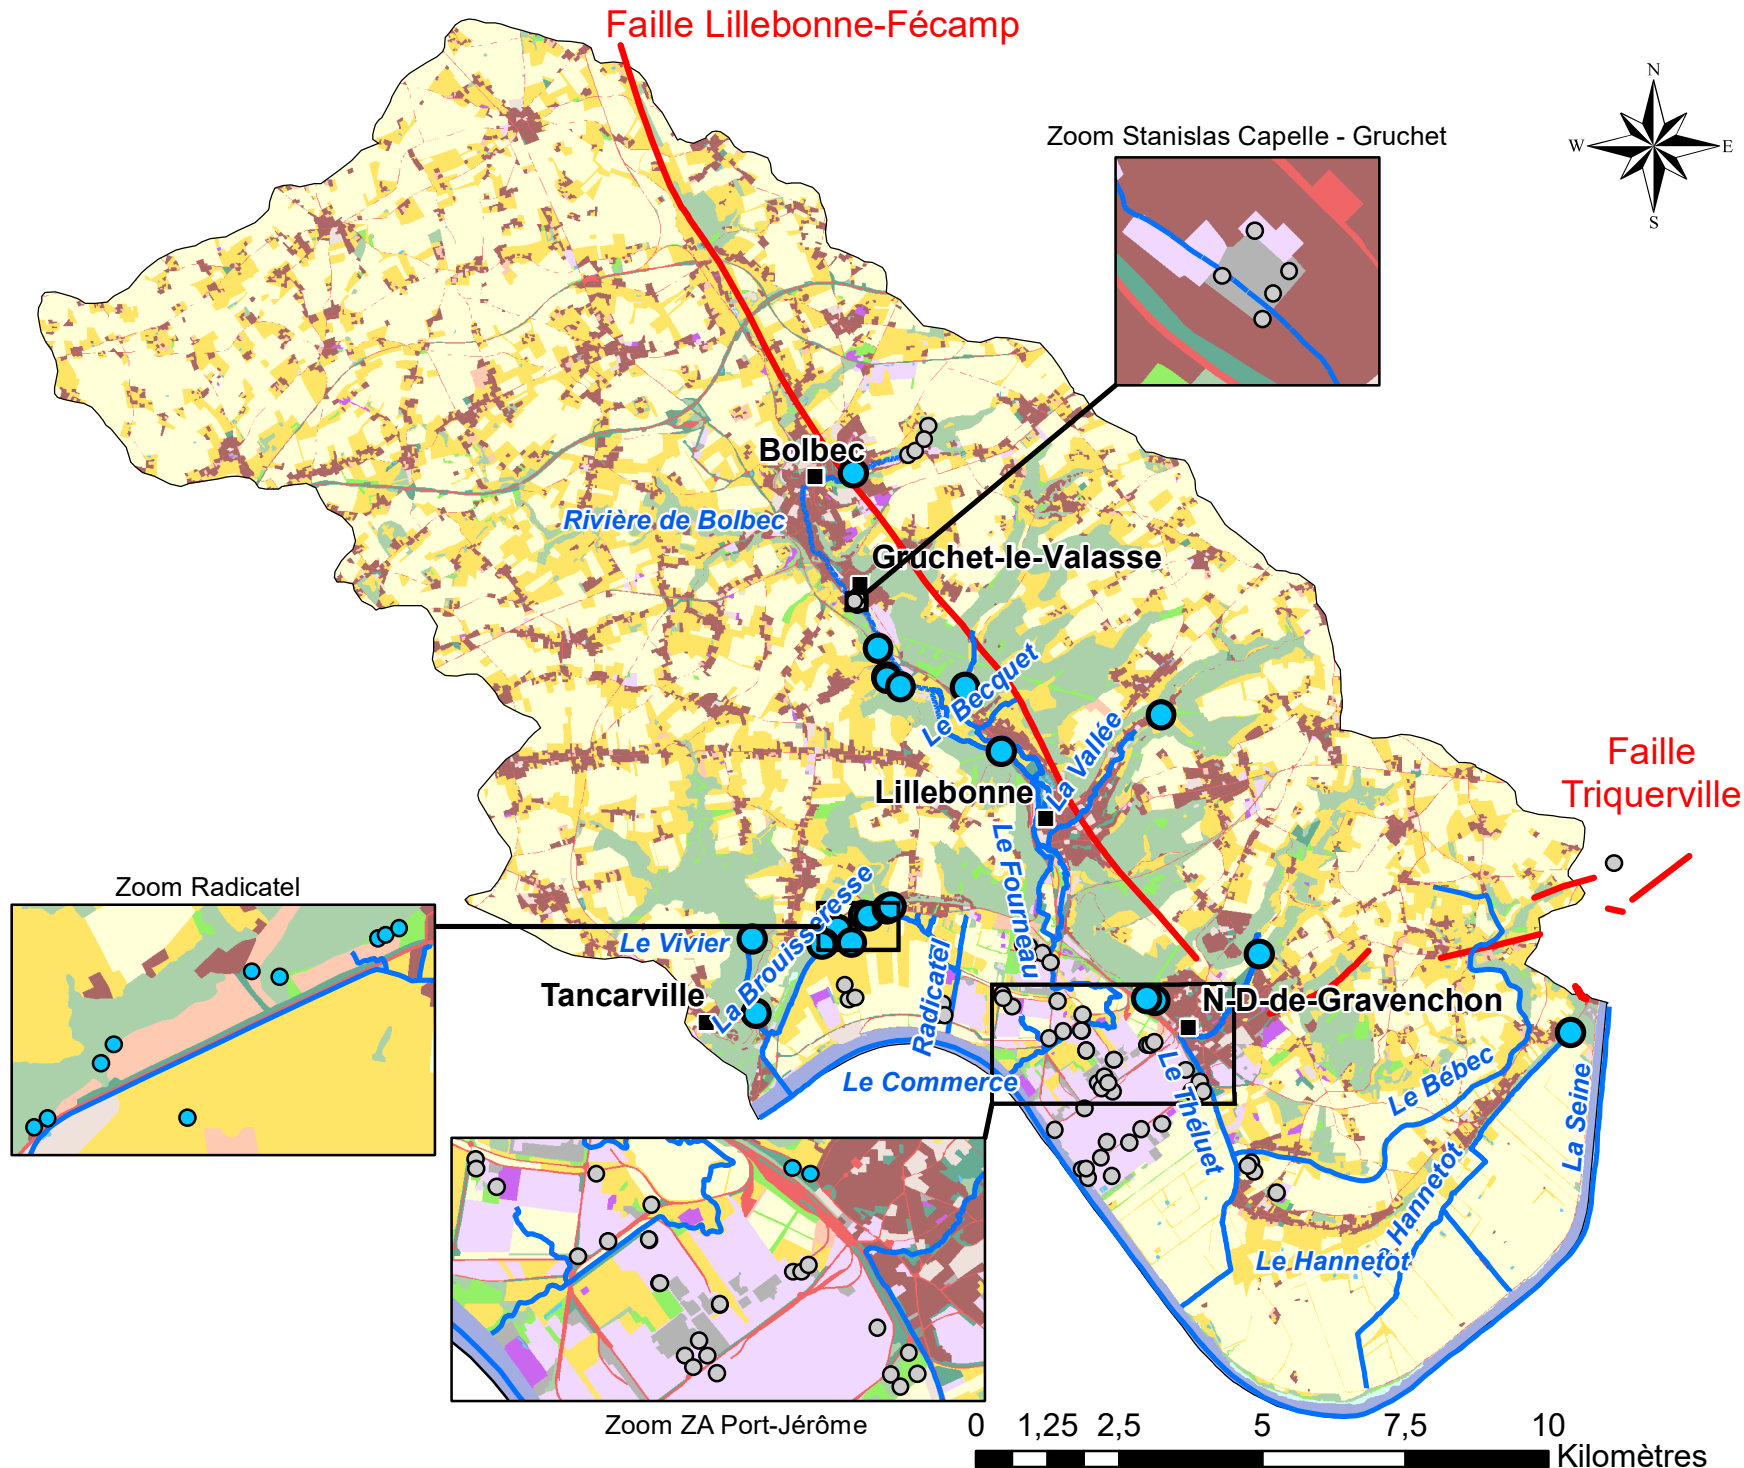 Faille Lillebonne-Fécamp
N
W
E
S
Zoom Stanislas Capelle - Gruchet
Bolbec
Rivière de Bolbec
Gruchet-le-Valasse
Le Becquet
La Vallée
Faille
Triquerville
Lillebonne
Le Fourneau
Zoom Radicatel
La Brouisseresse
Le Vivier
Radicatel
Tancarville
N-D-de-Gravenchon
Le Commerce
Le Théluet
Le Bébec
La Seine
Le Hannetot
Le Hannetot
Zoom ZA Port-Jérôme
0 1,25 2,5 5 7,5 10
Kilomètres